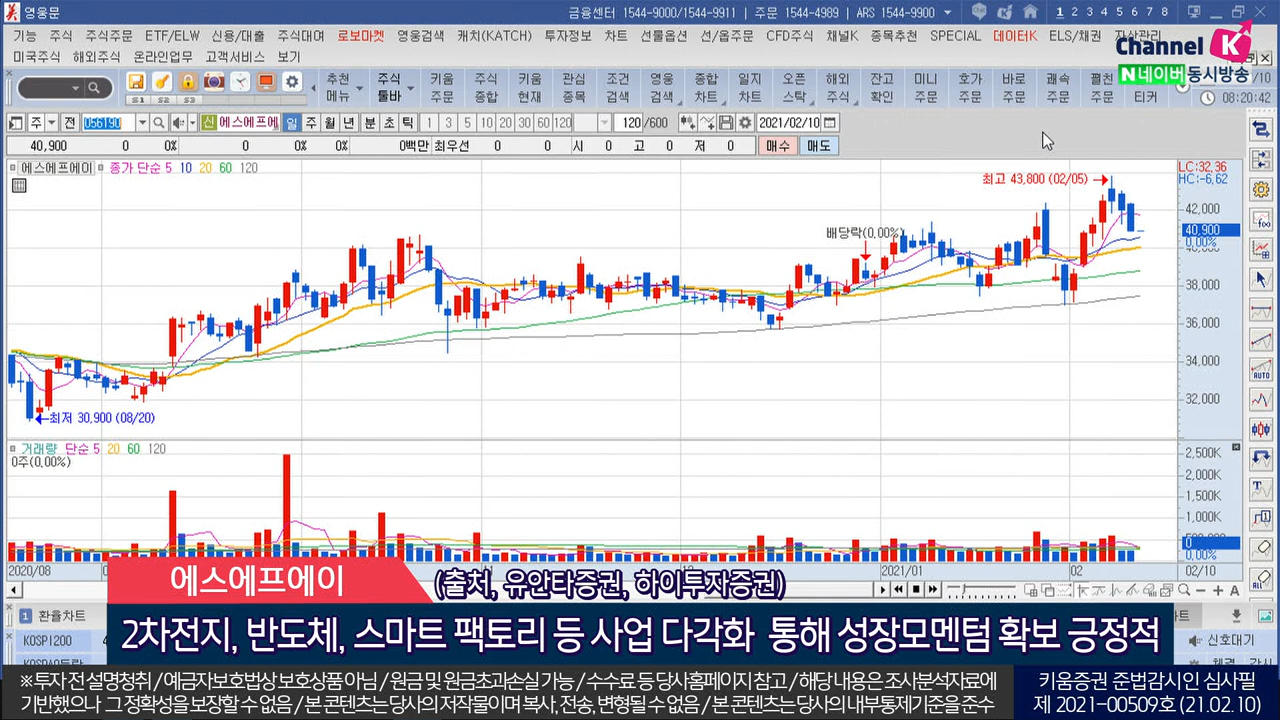 영웅문
금융센터 1544-9000/1544-9911 | 주문 1544-4989 | ARS 1544-9900
1 2 3 4 5 6 7 8
기능 주식 주식주문 ETF/ELW 신용/대출 주식대여 로보마켓 영웅검색 캐치(KATCH) 투자정보 차트 선물옵션 선/옵주문 CFD주식 채널K 종목추천 SPECIAL 데이터K ELS/채권 자산관리
미국주식 해외주식 온라인업무 고객서비스 보기
Channel K
N네이버동시방송
추천 주식 키움 주식 키움 관심 조건 영웅 종합 일지 오픈 해외 잔고 미니 호가 바로 쾌속 펼친
메뉴 툴바 주문 종합 현재 종목 검색 검색 차트 차트 스탁 주식 확인 주문 주문 주문 주문 주문 티커
S1 S2 S3
08:20:42
주 전 056190 신 에스에프에 일 주 월 년 분 초 틱 1 3 5 10 20 30 60 120 120 /600 2021/02/10
40,900 0 0% 0 0% 0% 0백만 최우선 0 0 시 0 고 0 저 0 매수 매도
에스에프에이 종가 단순 5 10 20 60 120
LC:32,36
HC:-6,62
최고 43,800 (02/05)
42,000
배당락(0,00%)
40,900
0,00%
38,000
36,000
34,000
32,000
최저 30,900 (08/20)
거래량 단순 5 20 60 120
0주(0,00%)
2,500K
2,000K
1,500K
1,000K
0
0,00%
2020/08 11 12 2021/01 02 02/10
AUTO
에스에프에이
(출처, 유안타증권, 하이투자증권)
1 환율차트
KOSPI200
신호대기
2차전지, 반도체, 스마트 팩토리 등 사업 다각화 통해 성장모멘텀 확보 긍정적
※ 투자 전 설명청취 / 예금자보호법상 보호상품 아님 / 원금 및 원금초과손실 가능 / 수수료 등 당사홈페이지 참고 / 해당 내용은 조사분석자료에
기반했으나 그 정확성을 보장할 수 없음 / 본 콘텐츠는 당사의 저작물이며 복사, 전송, 변형될 수 없음 / 본 콘텐츠는 당사의 내부통제기준을 준수
키움증권 준법감시인 심사필
제 2021-00509호 (21.02.10)